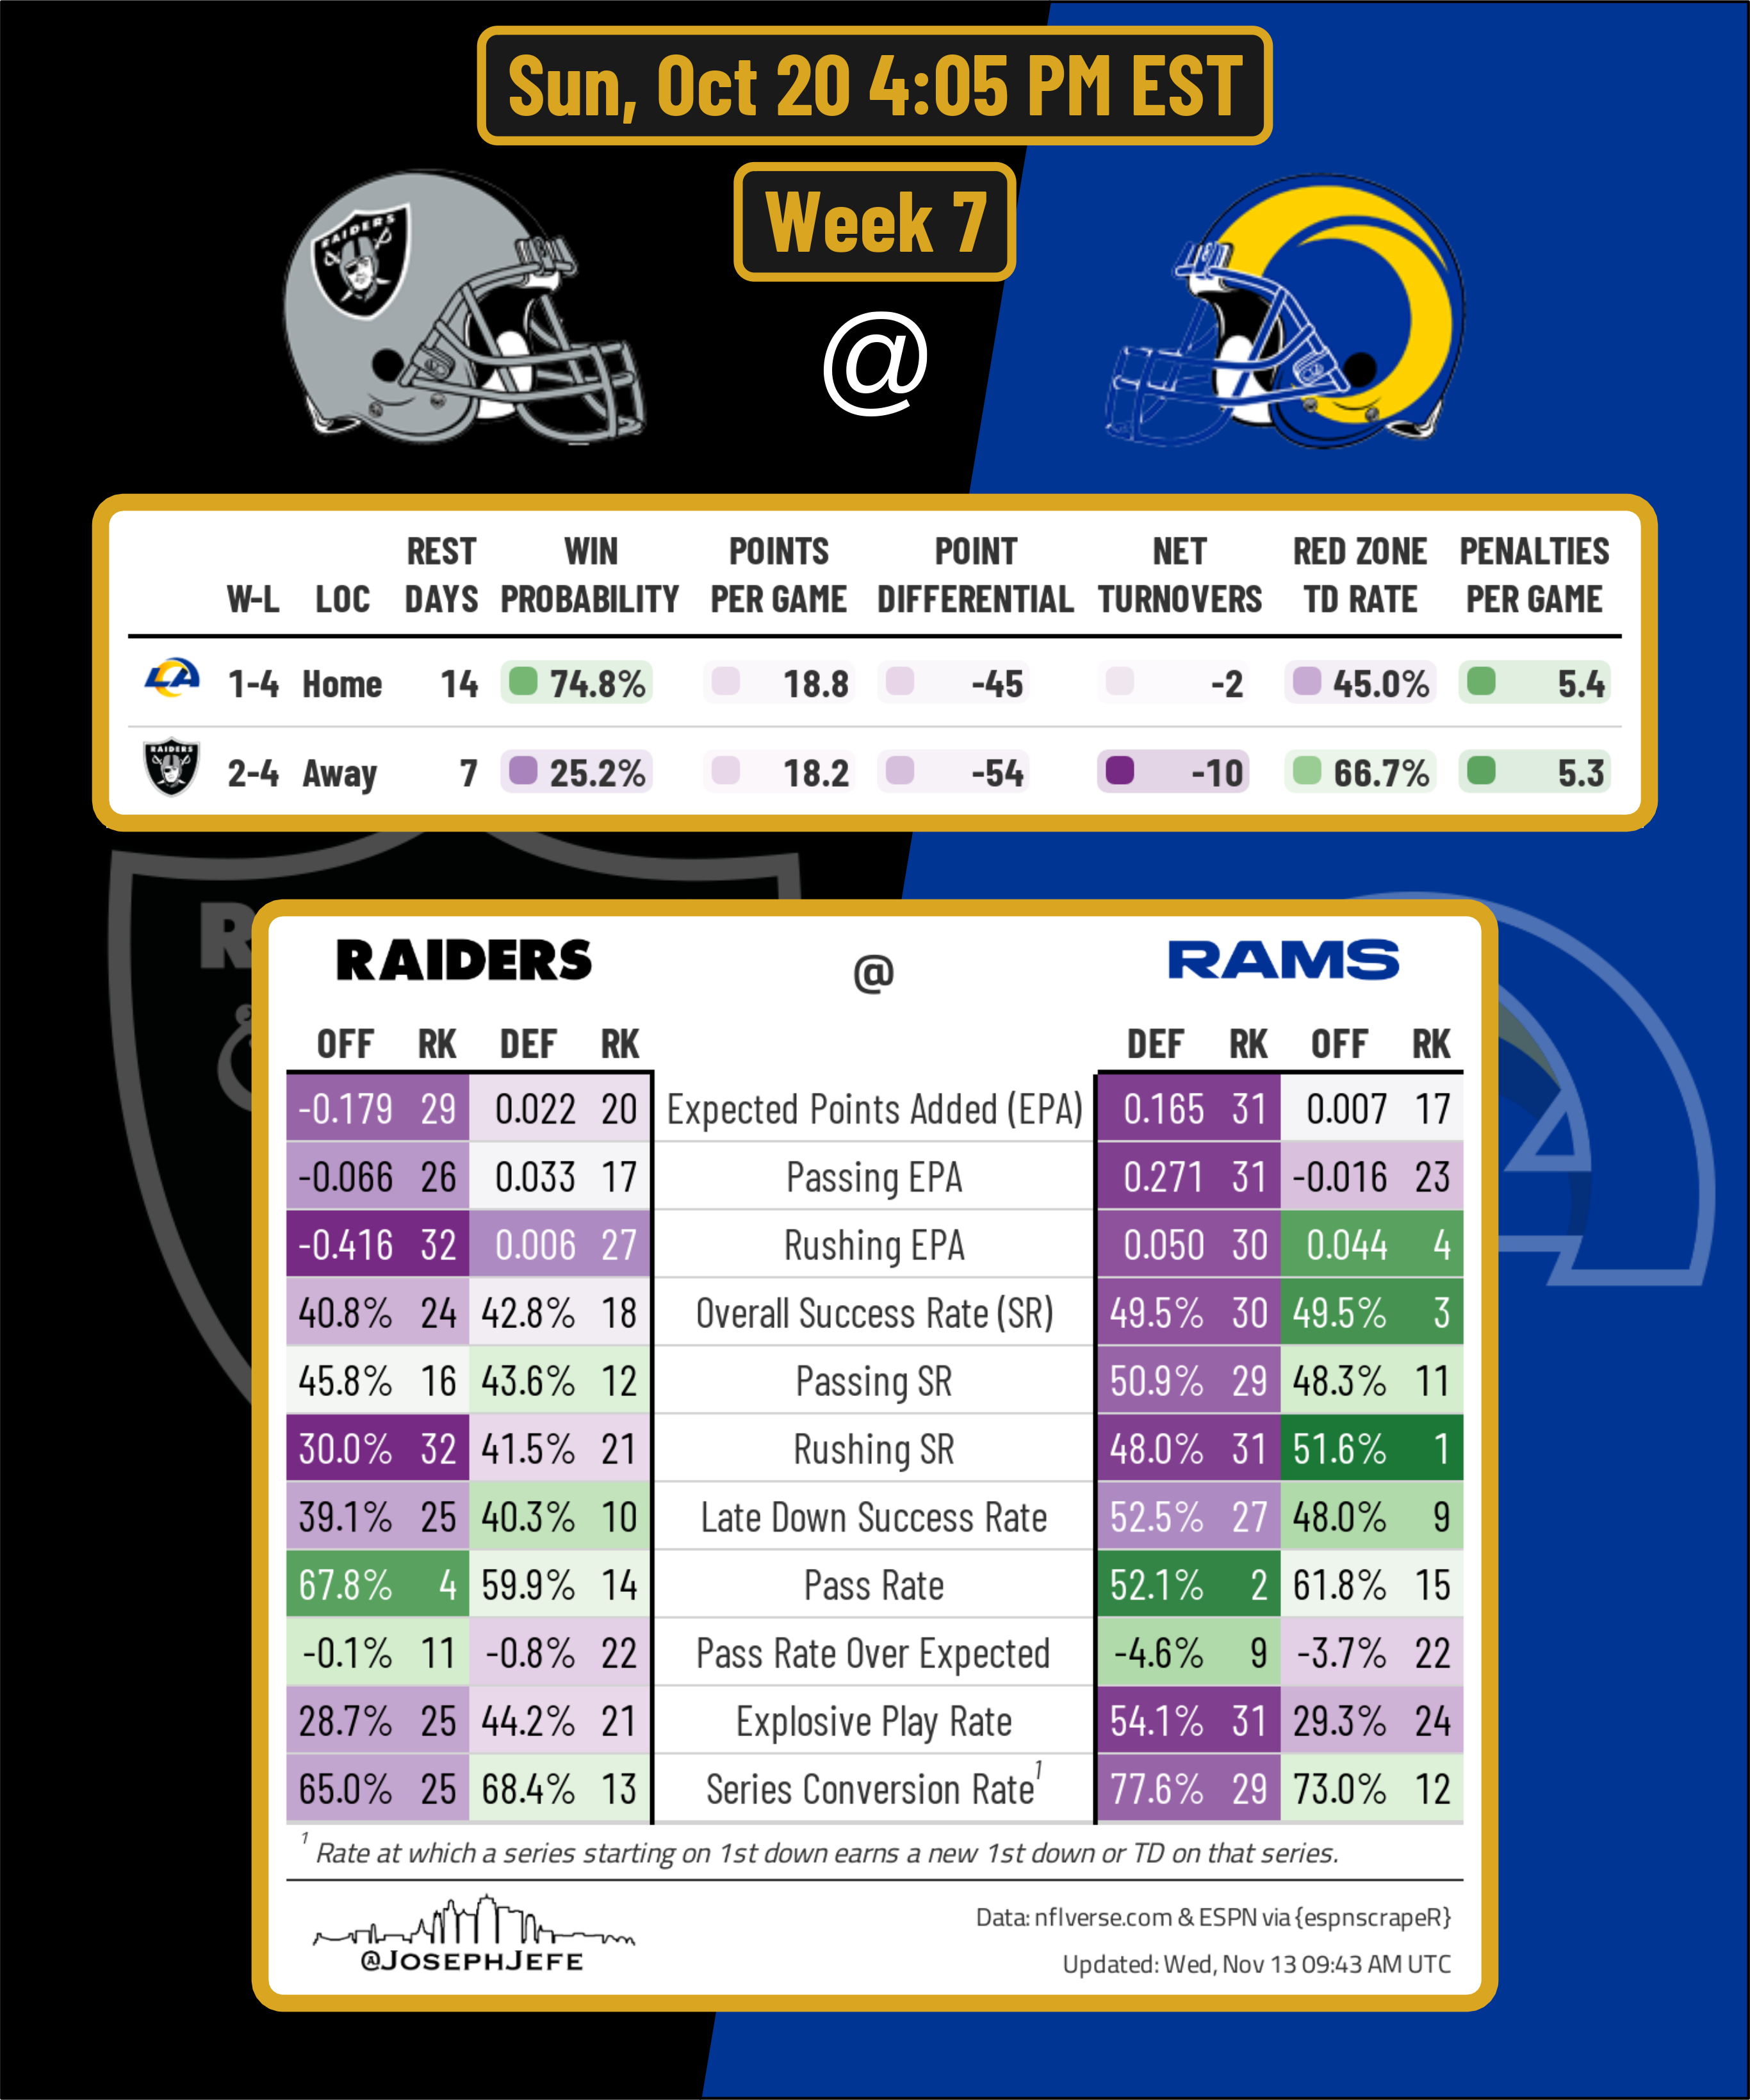 Sun, Oct 20 4:05 PM EST
Week 7
RAIDERS
@
REST WIN POINTS POINT NET RED ZONE PENALTIES
W-L LOC DAYS PROBABILITY PER GAME DIFFERENTIAL TURNOVERS TD RATE PER GAME
LA 1-4 Home 14 74.8% 18.8 -45 -2 45.0% 5.4
RAIDERS 2-4 Away 7 25.2% 18.2 -54 -10 66.7% 5.3
RAIDERS @ RAMS
OFF RK DEF RK DEF RK OFF RK
-0.179 29 0.022 20 Expected Points Added (EPA) 0.165 31 0.007 17
-0.066 26 0.033 17 Passing EPA 0.271 31 -0.016 23
-0.416 32 0.006 27 Rushing EPA 0.050 30 0.044 4
40.8% 24 42.8% 18 Overall Success Rate (SR) 49.5% 30 49.5% 3
45.8% 16 43.6% 12 Passing SR 50.9% 29 48.3% 11
30.0% 32 41.5% 21 Rushing SR 48.0% 31 51.6% 1
39.1% 25 40.3% 10 Late Down Success Rate 52.5% 27 48.0% 9
67.8% 4 59.9% 14 Pass Rate 52.1% 2 61.8% 15
-0.1% 11 -0.8% 22 Pass Rate Over Expected -4.6% 9 -3.7% 22
28.7% 25 44.2% 21 Explosive Play Rate 54.1% 31 29.3% 24
65.0% 25 68.4% 13 Series Conversion Rate¹ 77.6% 29 73.0% 12
¹ Rate at which a series starting on 1st down earns a new 1st down or TD on that series.
@JOSEPHJEFE
Data: nflverse.com & ESPN via {espnscrapeR}
Updated: Wed, Nov 13 09:43 AM UTC